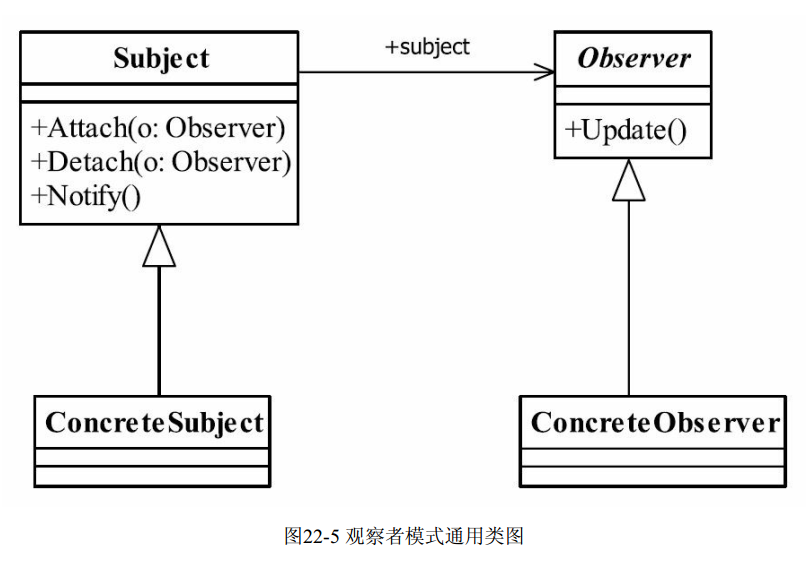 Subject
+Attach(o: Observer)
+Detach(o: Observer)
+Notify()
+subject
Observer
+Update()
ConcreteSubject
ConcreteObserver
图22-5 观察者模式通用类图